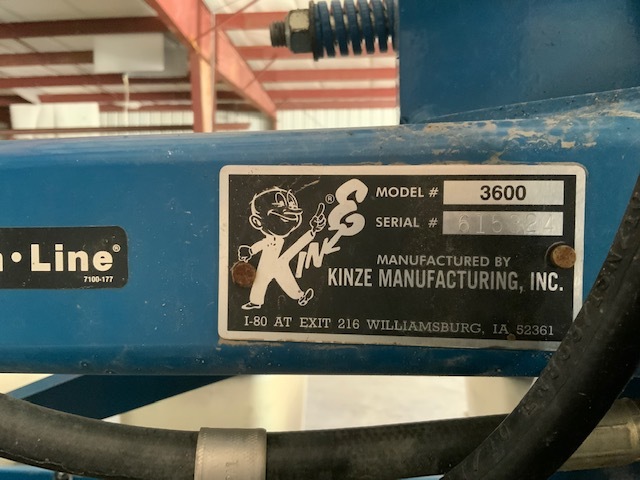 MODEL # 3600
SERIAL #
KINZE
®
MANUFACTURED BY
KINZE MANUFACTURING, INC.
I-80 AT EXIT 216 WILLIAMSBURG, IA 52361
· Line®
7100-177